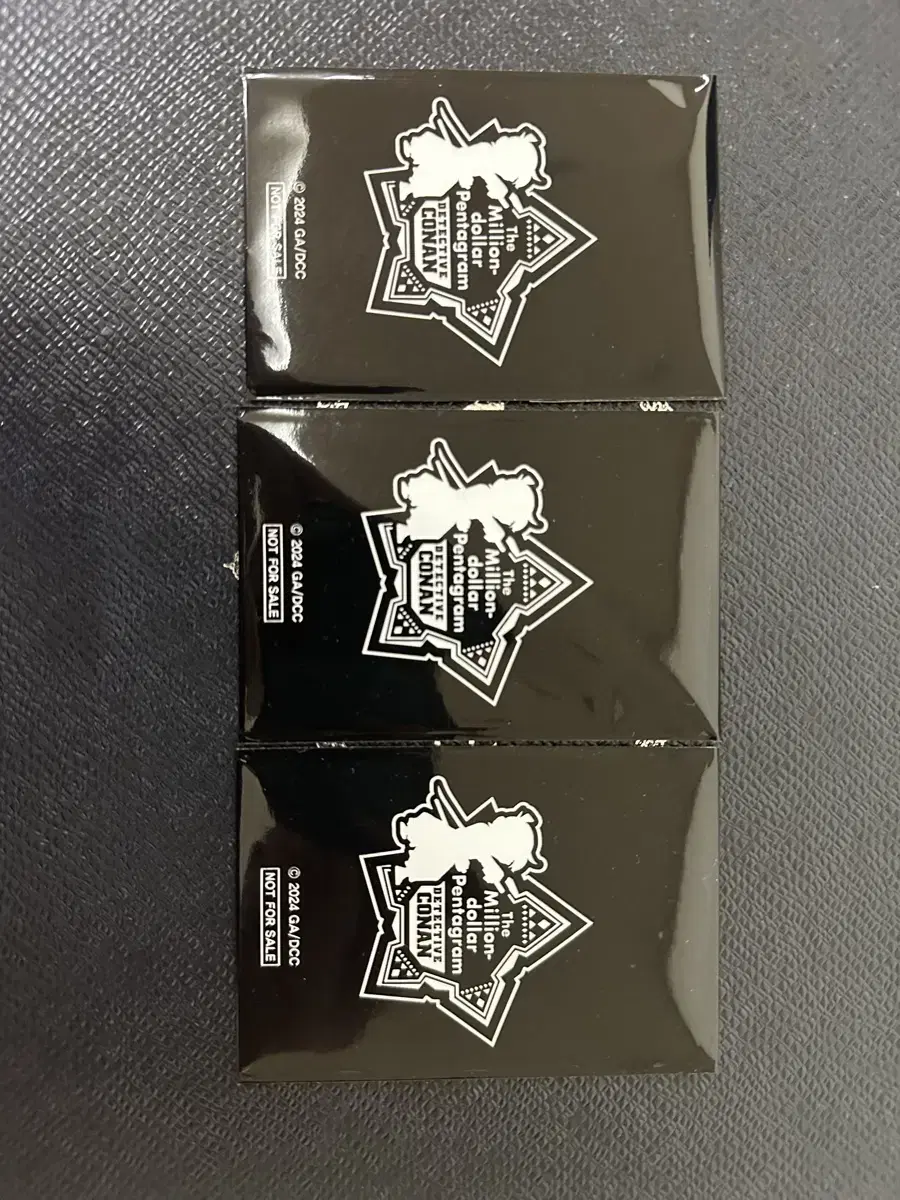 The
Million-
dollar
Pentagram
DETECTIVE
CONAN
© 2024 GA/DCC
NOT FOR SALE
The
Million-
dollar
Pentagram
DETECTIVE
CONAN
© 2024 GA/DCC
NOT FOR SALE
The
Million-
dollar
Pentagram
DETECTIVE
CONAN
© 2024 GA/DCC
NOT FOR SALE